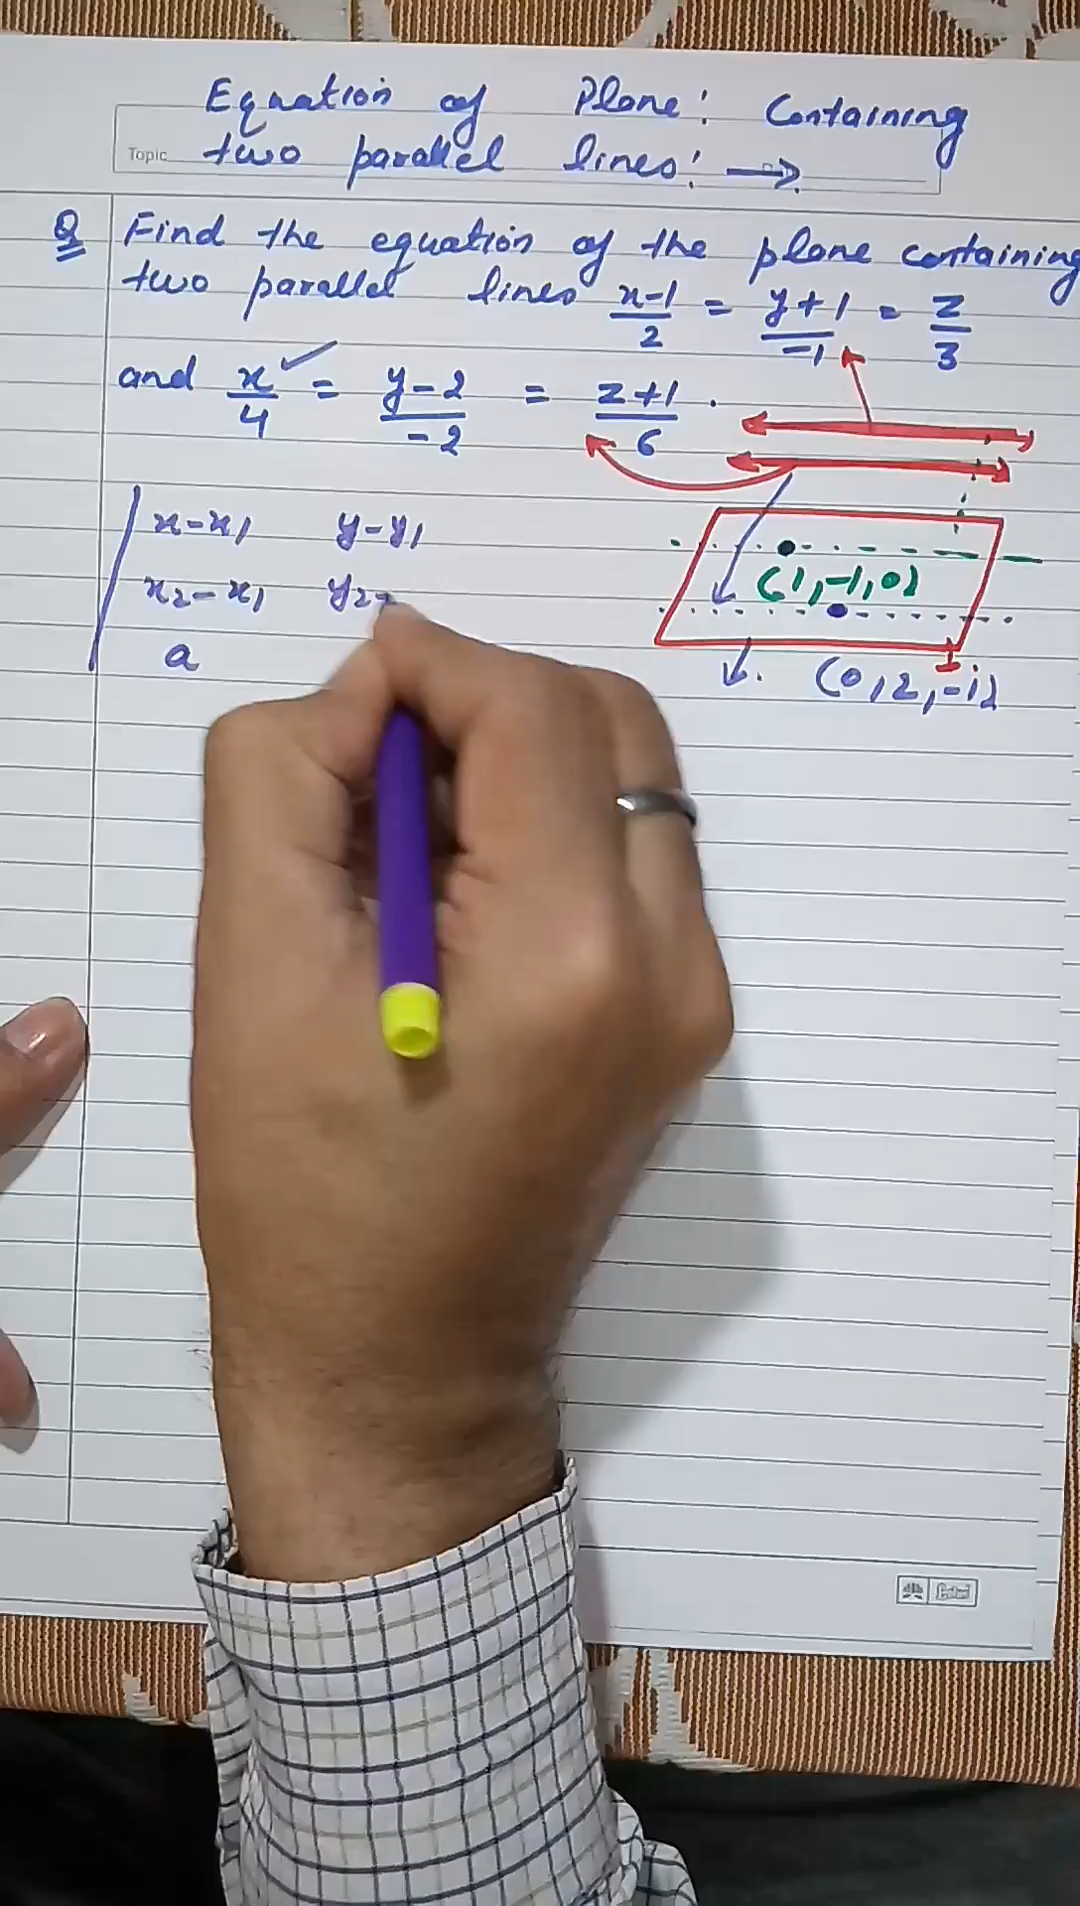 Equation of Plane: Containing
Topic two parallel lines: →
Q Find the equation of the plane containing
two parallel lines x-1/2 = y+1/-1 = z/3
and x/4 = y-2/-2 = z+1/6 .
x-x1 y-y1
x2-x1 y2-
a
(1,-1,0)
(0,2,-1)